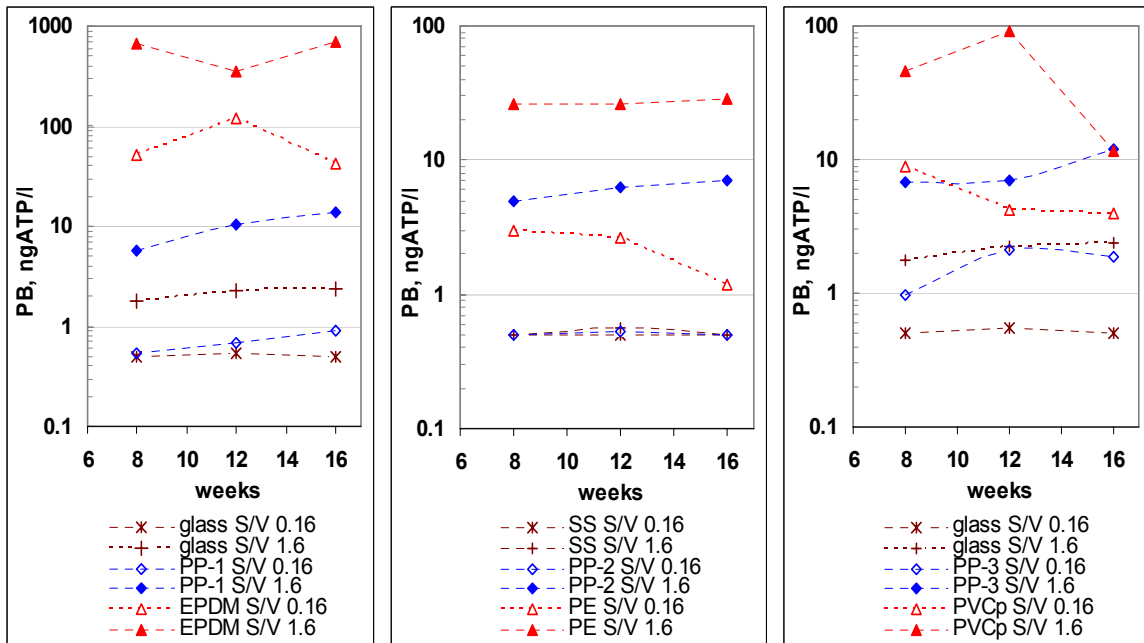 1000
100
10
1
0.1
PB, ngATP/l
6 8 10 12 14 16
weeks
glass S/V 0.16
glass S/V 1.6
PP-1 S/V 0.16
PP-1 S/V 1.6
EPDM S/V 0.16
EPDM S/V 1.6
100
10
1
0.1
PB, ngATP/l
6 8 10 12 14 16
weeks
SS S/V 0.16
SS S/V 1.6
PP-2 S/V 0.16
PP-2 S/V 1.6
PE S/V 0.16
PE S/V 1.6
100
10
1
0.1
PB, ngATP/l
6 8 10 12 14 16
weeks
glass S/V 0.16
glass S/V 1.6
PP-3 S/V 0.16
PP-3 S/V 1.6
PVCp S/V 0.16
PVCp S/V 1.6